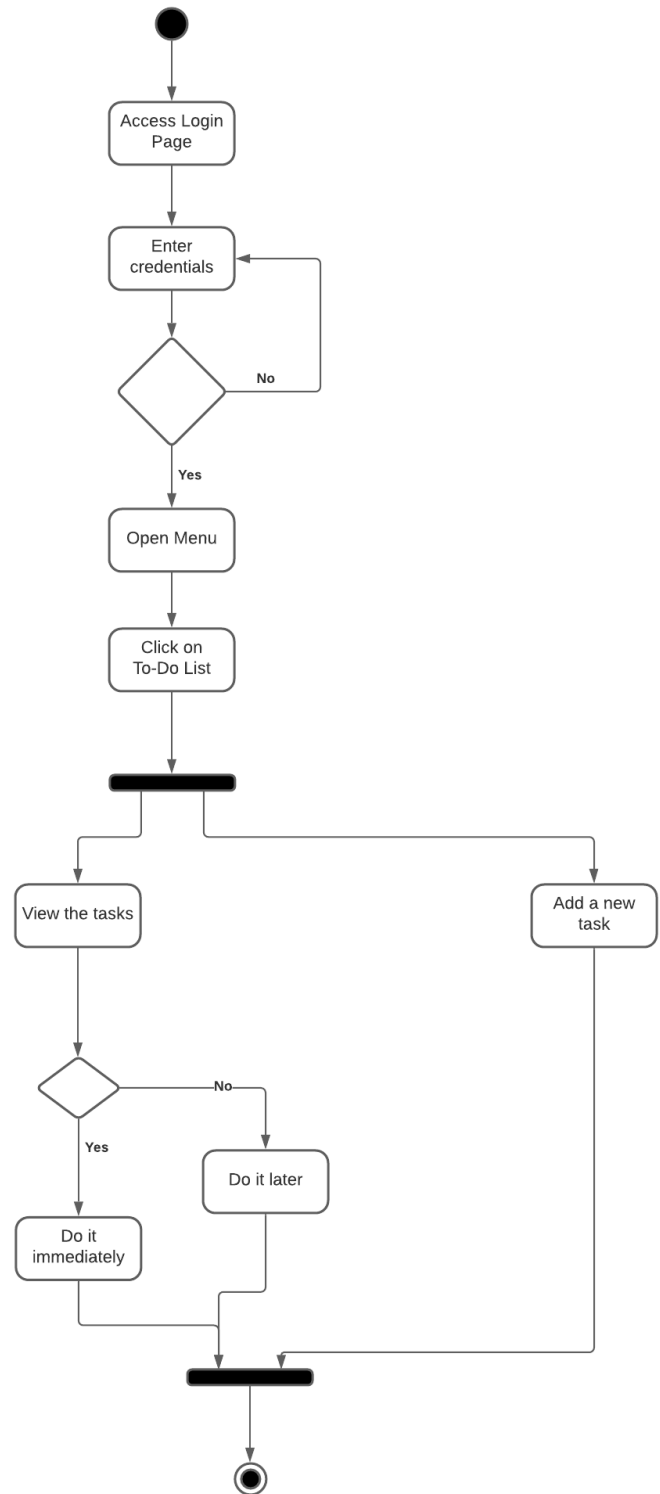 Access Login
Page
Enter
credentials
No
Yes
Open Menu
Click on
To-Do List
View the tasks
Add a new
task
No
Yes
Do it later
Do it
immediately